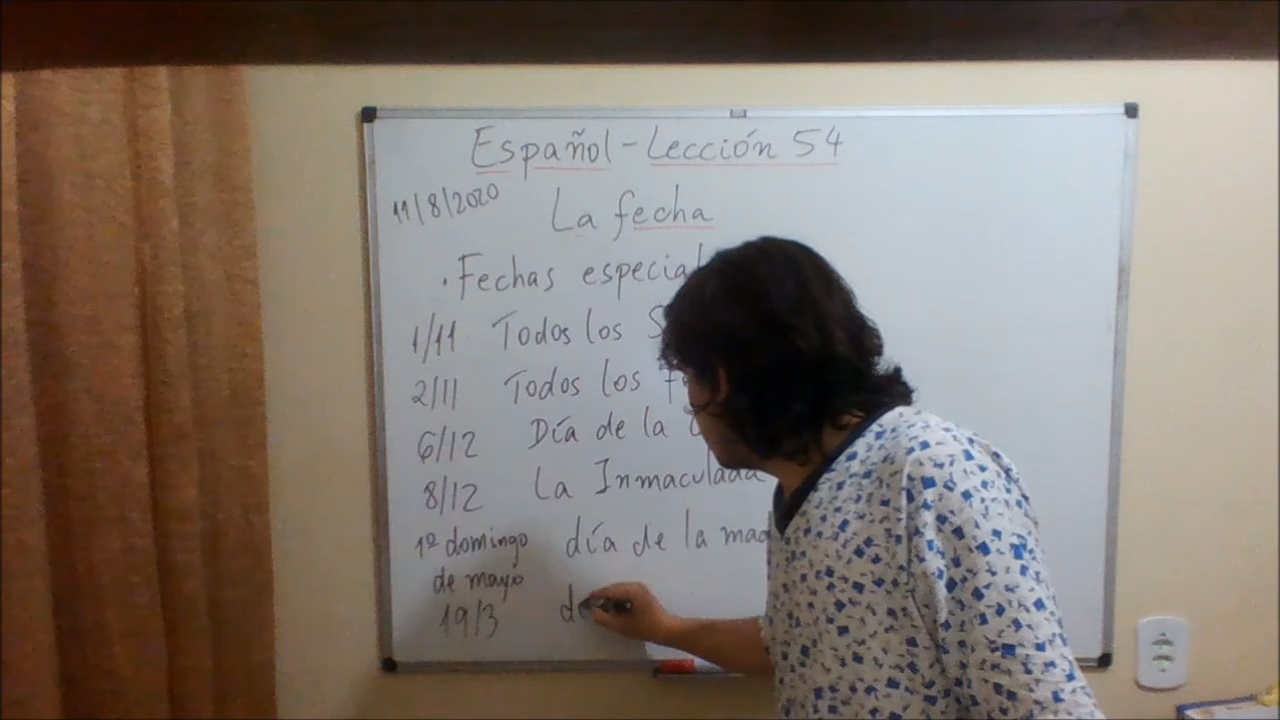 Español - Lección 54
11/8/2020
La fecha
. Fechas especial
1/11 Todos los S
2/11 Todos los f
6/12 Día de la
8/12 La Inmaculada
1º domingo día de la mad
de mayo
19/3 d